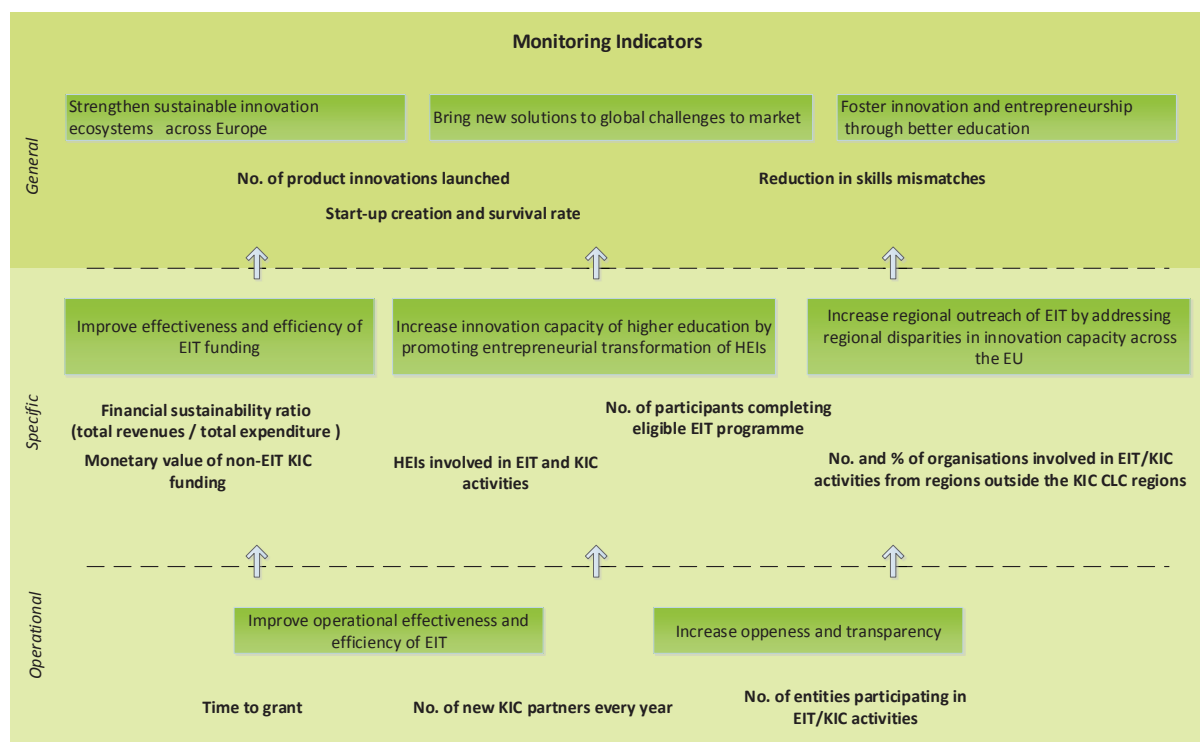 Monitoring Indicators
General
Strengthen sustainable innovation
ecosystems across Europe
Bring new solutions to global challenges to market
Foster innovation and entrepreneurship
through better education
No. of product innovations launched
Reduction in skills mismatches
Start-up creation and survival rate
Specific
Improve effectiveness and efficiency of
EIT funding
Increase innovation capacity of higher education by
promoting entrepreneurial transformation of HEIs
Increase regional outreach of EIT by addressing
regional disparities in innovation capacity across
the EU
Financial sustainability ratio
(total revenues / total expenditure )
Monetary value of non-EIT KIC
funding
HEIs involved in EIT and KIC
activities
No. of participants completing
eligible EIT programme
No. and % of organisations involved in EIT/KIC
activities from regions outside the KIC CLC regions
Operational
Improve operational effectiveness and
efficiency of EIT
Increase oppeness and transparency
Time to grant
No. of new KIC partners every year
No. of entities participating in
EIT/KIC activities